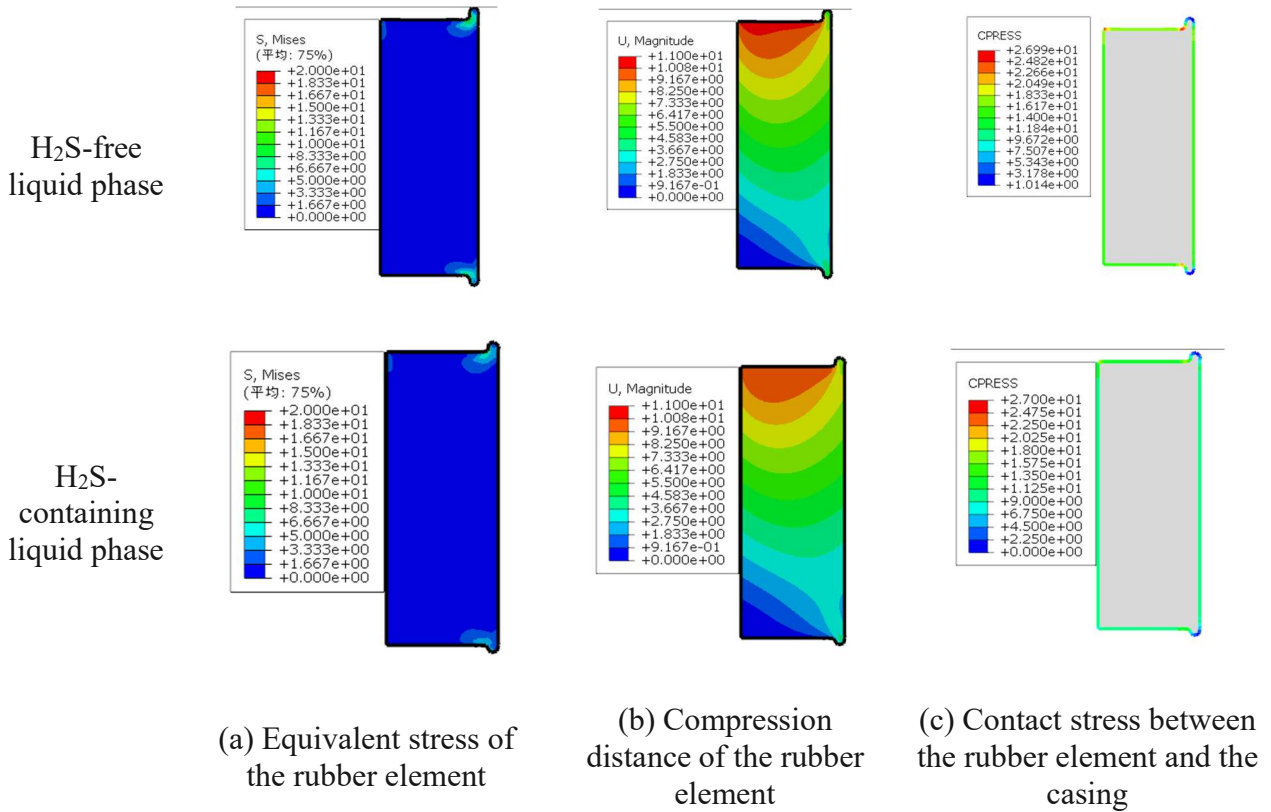 S, Mises
(平均: 75%)
+2.000e+01
+1.833e+01
+1.667e+01
+1.500e+01
+1.333e+01
+1.167e+01
+1.000e+01
+8.333e+00
+6.667e+00
+5.000e+00
+3.333e+00
+1.667e+00
+0.000e+00
U, Magnitude
+1.100e+01
+1.008e+01
+9.167e+00
+8.250e+00
+7.333e+00
+6.417e+00
+5.500e+00
+4.583e+00
+3.667e+00
+2.750e+00
+1.833e+00
+9.167e-01
+0.000e+00
CPRESS
+2.699e+01
+2.482e+01
+2.266e+01
+2.049e+01
+1.833e+01
+1.617e+01
+1.400e+01
+1.184e+01
+9.672e+00
+7.507e+00
+5.343e+00
+3.178e+00
+1.014e+00
H₂S-free
liquid phase
S, Mises
(平均: 75%)
+2.000e+01
+1.833e+01
+1.667e+01
+1.500e+01
+1.333e+01
+1.167e+01
+1.000e+01
+8.333e+00
+6.667e+00
+5.000e+00
+3.333e+00
+1.667e+00
+0.000e+00
U, Magnitude
+1.100e+01
+1.008e+01
+9.167e+00
+8.250e+00
+7.333e+00
+6.417e+00
+5.500e+00
+4.583e+00
+3.667e+00
+2.750e+00
+1.833e+00
+9.167e-01
+0.000e+00
CPRESS
+2.700e+01
+2.475e+01
+2.250e+01
+2.025e+01
+1.800e+01
+1.575e+01
+1.350e+01
+1.125e+01
+9.000e+00
+6.750e+00
+4.500e+00
+2.250e+00
+0.000e+00
H₂S-
containing
liquid phase
(a) Equivalent stress of
the rubber element
(b) Compression
distance of the rubber
element
(c) Contact stress between
the rubber element and the
casing